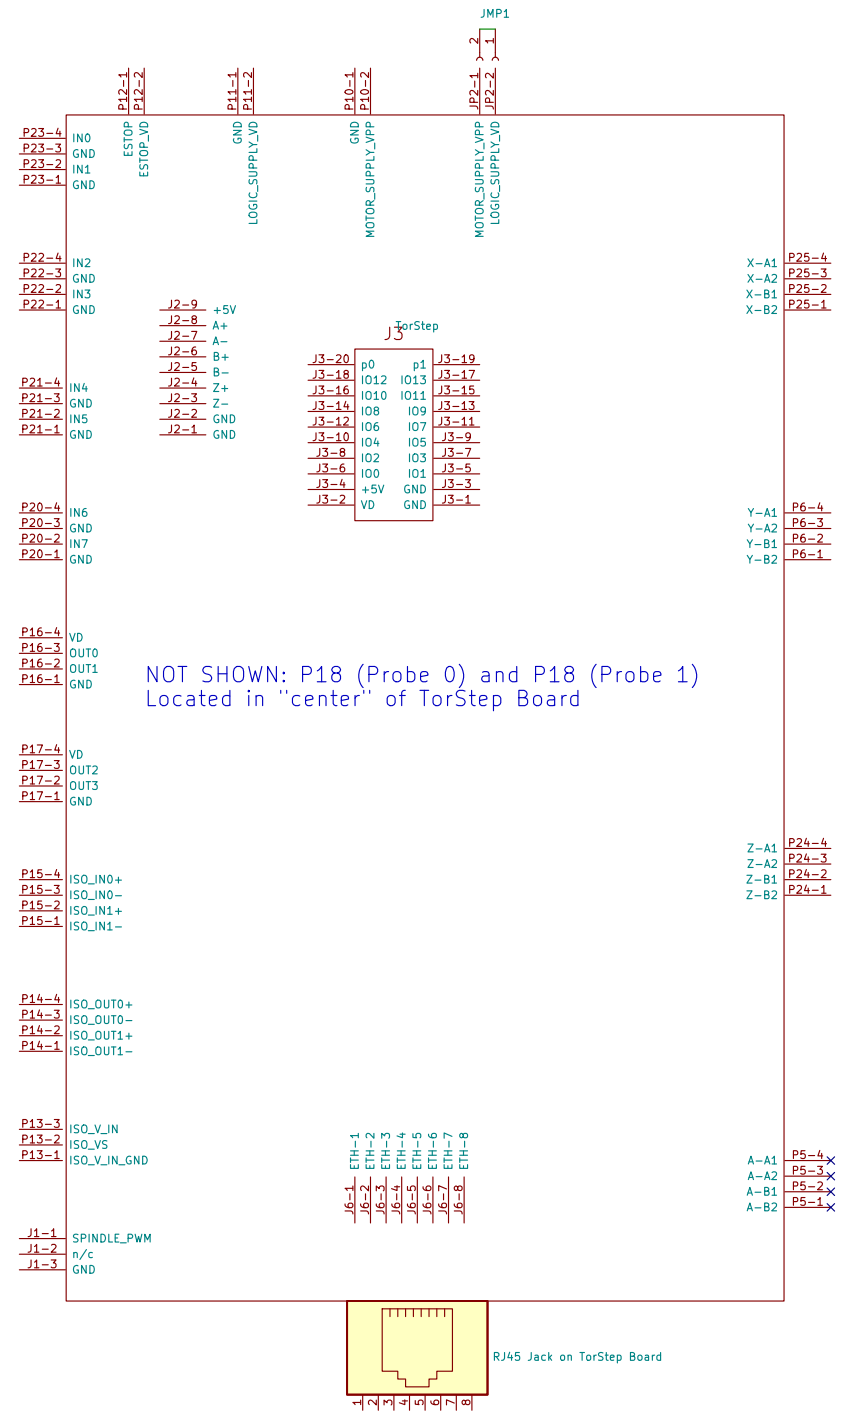 JMP1
2 1
P12-1 P12-2 P11-1 P11-2 P10-1 P10-2 JP2-1 JP2-2
ESTOP ESTOP_VD GND LOGIC_SUPPLY_VD GND MOTOR_SUPPLY_VPP MOTOR_SUPPLY_VPP LOGIC_SUPPLY_VD
P23-4 IN0
P23-3 GND
P23-2 IN1
P23-1 GND
P22-4 IN2
P22-3 GND
P22-2 IN3
P22-1 GND
X-A1 P25-4
X-A2 P25-3
X-B1 P25-2
X-B2 P25-1
J2-9 +5V
J2-8 A+
J2-7 A-
J2-6 B+
J2-5 B-
J2-4 Z+
J2-3 Z-
J2-2 GND
J2-1 GND
TorStep
J3
J3-20 p0 p1 J3-19
J3-18 IO12 IO13 J3-17
J3-16 IO10 IO11 J3-15
J3-14 IO8 IO9 J3-13
J3-12 IO6 IO7 J3-11
J3-10 IO4 IO5 J3-9
J3-8 IO2 IO3 J3-7
J3-6 IO0 IO1 J3-5
J3-4 +5V GND J3-3
J3-2 VD GND J3-1
P21-4 IN4
P21-3 GND
P21-2 IN5
P21-1 GND
P20-4 IN6
P20-3 GND
P20-2 IN7
P20-1 GND
Y-A1 P6-4
Y-A2 P6-3
Y-B1 P6-2
Y-B2 P6-1
P16-4 VD
P16-3 OUT0
P16-2 OUT1
P16-1 GND
NOT SHOWN: P18 (Probe 0) and P18 (Probe 1)
Located in "center" of TorStep Board
P17-4 VD
P17-3 OUT2
P17-2 OUT3
P17-1 GND
Z-A1 P24-4
Z-A2 P24-3
Z-B1 P24-2
Z-B2 P24-1
P15-4 ISO_IN0+
P15-3 ISO_IN0-
P15-2 ISO_IN1+
P15-1 ISO_IN1-
P14-4 ISO_OUT0+
P14-3 ISO_OUT0-
P14-2 ISO_OUT1+
P14-1 ISO_OUT1-
P13-3 ISO_V_IN
P13-2 ISO_VS
P13-1 ISO_V_IN_GND
ETH-1 ETH-2 ETH-3 ETH-4 ETH-5 ETH-6 ETH-7 ETH-8
J6-1 J6-2 J6-3 J6-4 J6-5 J6-6 J6-7 J6-8
A-A1 P5-4
A-A2 P5-3
A-B1 P5-2
A-B2 P5-1
J1-1 SPINDLE_PWM
J1-2 n/c
J1-3 GND
RJ45 Jack on TorStep Board
1 2 3 4 5 6 7 8